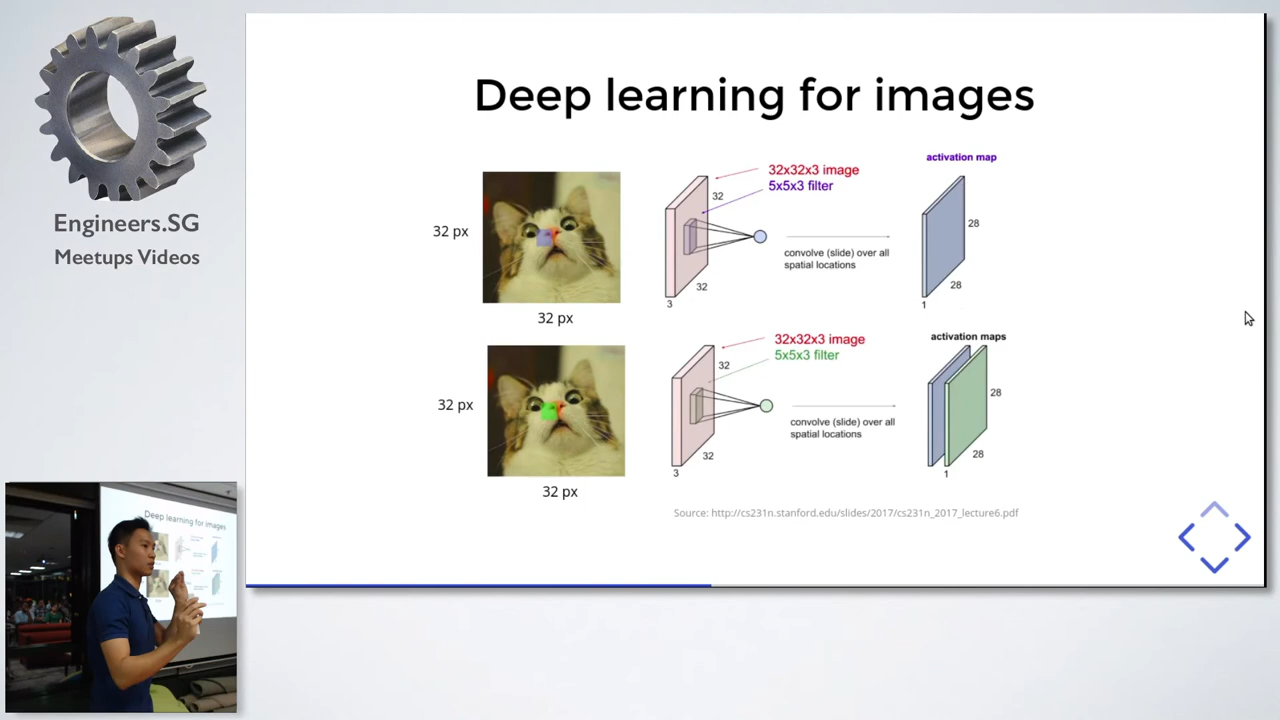 Engineers.SG
Meetups Videos
Deep learning for images
32 px
32 px
32x32x3 image
5x5x3 filter
32
32
3
convolve (slide) over all
spatial locations
activation map
28
28
1
32 px
32 px
32x32x3 image
5x5x3 filter
32
32
3
convolve (slide) over all
spatial locations
activation maps
28
28
1
Source: http://cs231n.stanford.edu/slides/2017/cs231n_2017_lecture6.pdf
Deep learning for images